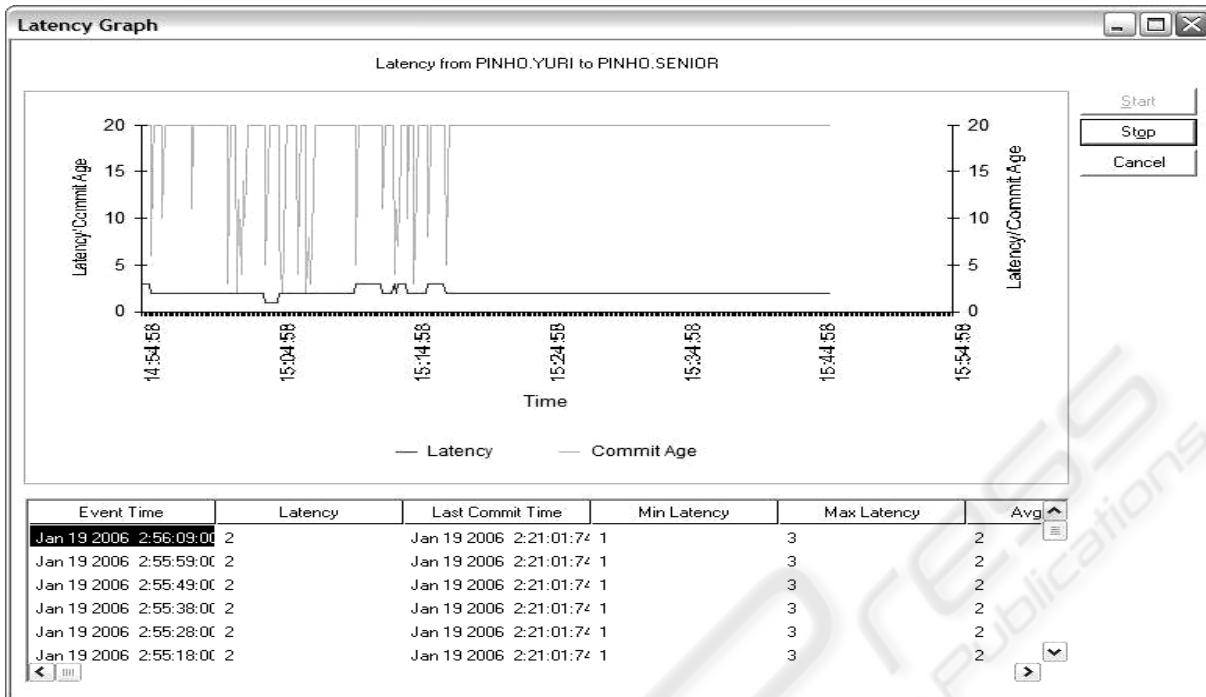 Latency Graph
Latency from PINHO.YURI to PINHO.SENIOR
Start
Stop
Cancel
20 20
15 15
10 10
5 5
0 0
Latency/Commit Age
Latency/Commit Age
14:54:58 15:04:58 15:14:58 15:24:58 15:34:58 15:44:58 15:54:58
Time
Latency Commit Age
Event Time Latency Last Commit Time Min Latency Max Latency Avg
Jan 19 2006 2:56:09:00 2 Jan 19 2006 2:21:01:74 1 3 2
Jan 19 2006 2:55:59:00 2 Jan 19 2006 2:21:01:74 1 3 2
Jan 19 2006 2:55:49:00 2 Jan 19 2006 2:21:01:74 1 3 2
Jan 19 2006 2:55:38:00 2 Jan 19 2006 2:21:01:74 1 3 2
Jan 19 2006 2:55:28:00 2 Jan 19 2006 2:21:01:74 1 3 2
Jan 19 2006 2:55:18:00 2 Jan 19 2006 2:21:01:74 1 3 2
Press
Publications